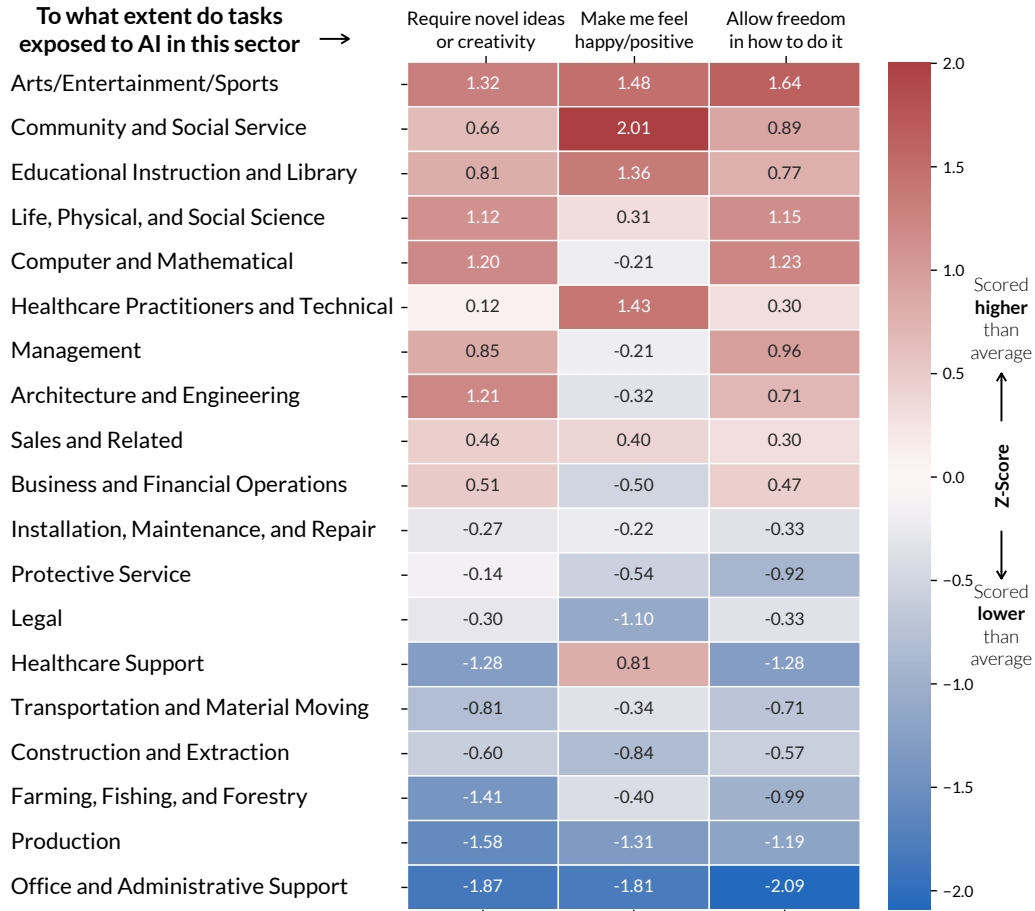 To what extent do tasks
exposed to AI in this sector →
Require novel ideas
or creativity
Make me feel
happy/positive
Allow freedom
in how to do it
Arts/Entertainment/Sports 1.32 1.48 1.64
Community and Social Service 0.66 2.01 0.89
Educational Instruction and Library 0.81 1.36 0.77
Life, Physical, and Social Science 1.12 0.31 1.15
Computer and Mathematical 1.20 -0.21 1.23
Healthcare Practitioners and Technical 0.12 1.43 0.30
Management 0.85 -0.21 0.96
Architecture and Engineering 1.21 -0.32 0.71
Sales and Related 0.46 0.40 0.30
Business and Financial Operations 0.51 -0.50 0.47
Installation, Maintenance, and Repair -0.27 -0.22 -0.33
Protective Service -0.14 -0.54 -0.92
Legal -0.30 -1.10 -0.33
Healthcare Support -1.28 0.81 -1.28
Transportation and Material Moving -0.81 -0.34 -0.71
Construction and Extraction -0.60 -0.84 -0.57
Farming, Fishing, and Forestry -1.41 -0.40 -0.99
Production -1.58 -1.31 -1.19
Office and Administrative Support -1.87 -1.81 -2.09
2.0
1.5
1.0
0.5
0.0
−0.5
−1.0
−1.5
−2.0
Scored
higher
than
average
Z-Score
Scored
lower
than
average